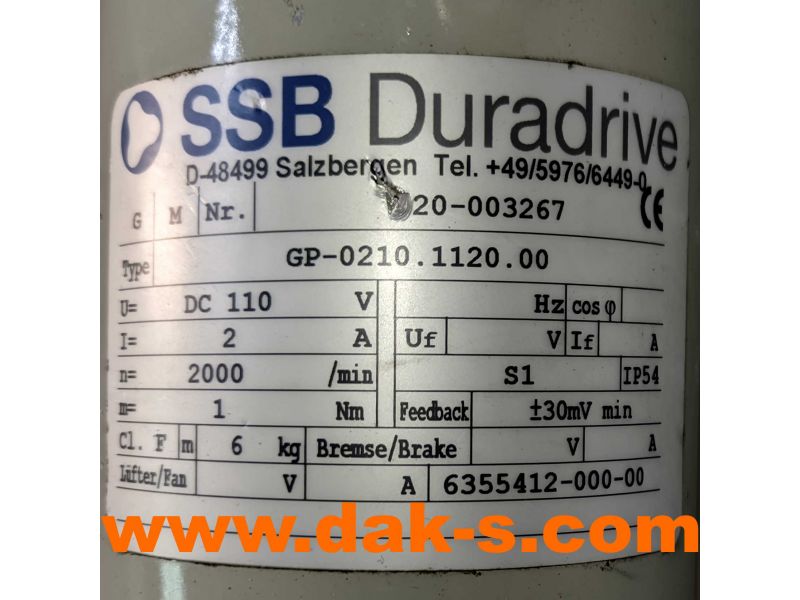 SSB Duradrive
D-48499 Salzbergen Tel. +49/5976/6449-0
G M Nr. 20-003267 CE
Type GP-0210.1120.00
U= DC 110 V Hz cos φ
I= 2 A Uf V If A
n= 2000 /min S1 IP54
m= 1 Nm Feedback ±30mV min
Cl. F m 6 kg Bremse/Brake V A
Lüfter/Fan V A 6355412-000-00
www.dak-s.com